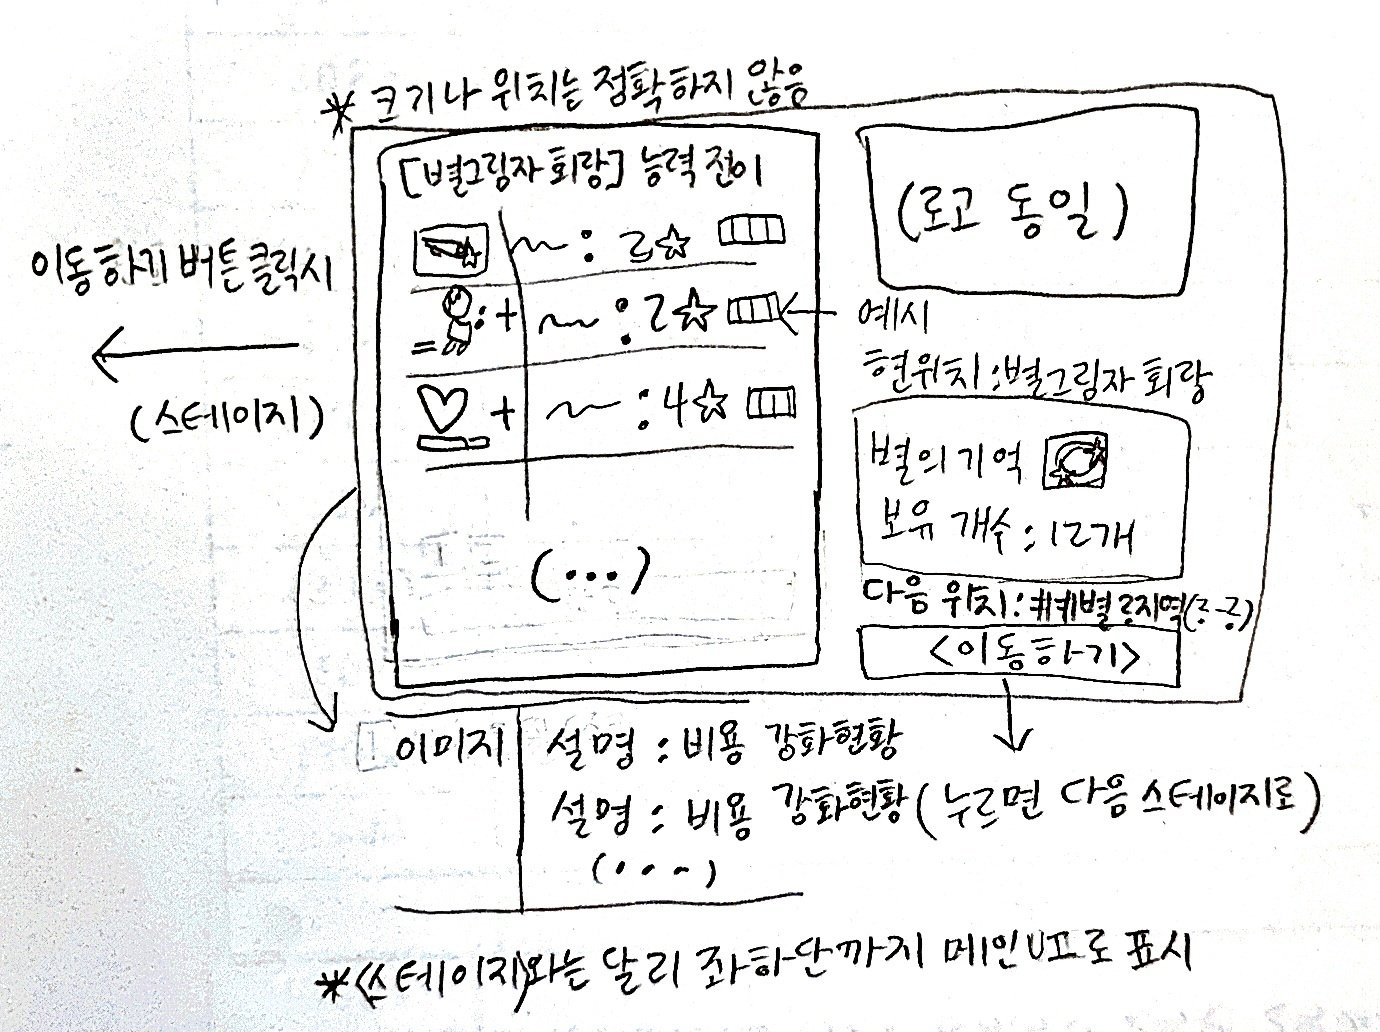 * 크기나 위치는 정확하지 않음
[별그림자 회랑] 능력 전이
: 3☆
+ : 2☆
+ : 4☆
(...)
(로고 동일)
예시
현위치:별그림자 회랑
별의 기억
보유 개수: 12개
<이동하기>
이동하기 버튼 클릭시
(스테이지)
이미지
설명 : 비용 강화현황
설명 : 비용 강화현황 (누르면 다음 스테이지로)
(...)
*<스테이지>와는 달리 좌하단까지 메인UI로 표시
다음 위치: